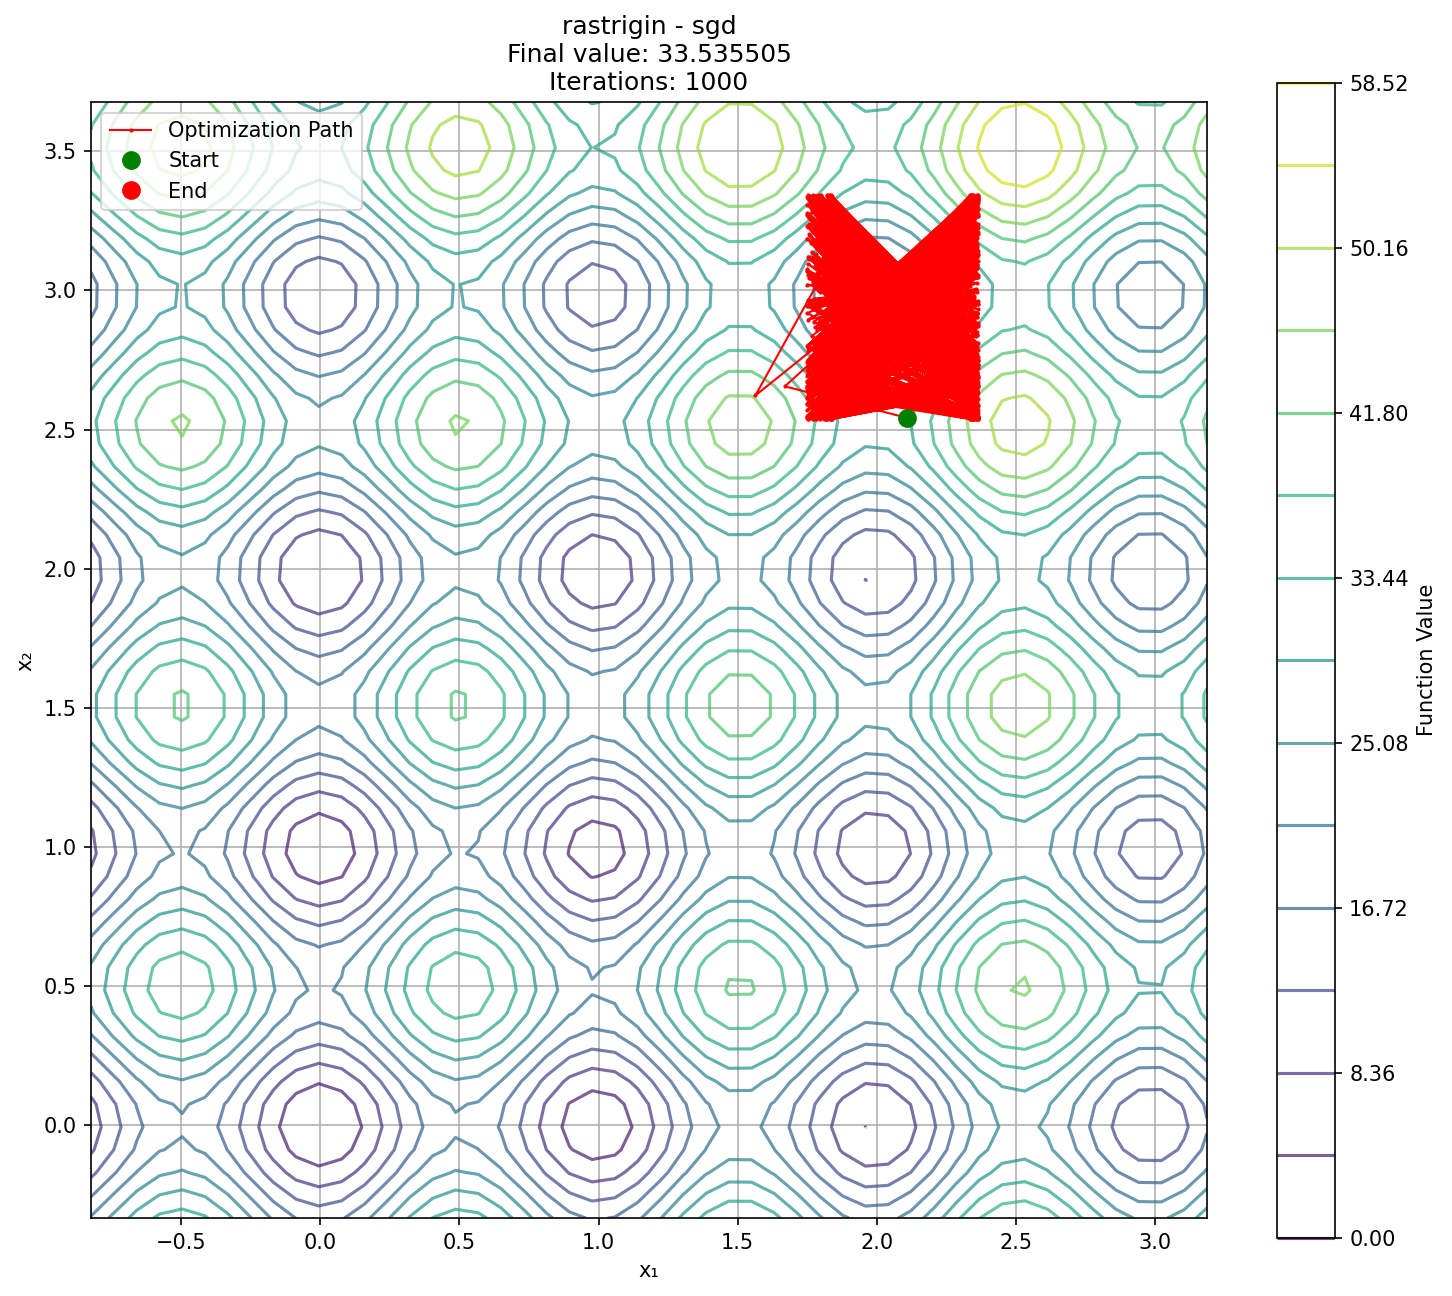 rastrigin - sgd
Final value: 33.535505
Iterations: 1000
Optimization Path
Start
End
3.5
3.0
2.5
2.0
1.5
1.0
0.5
0.0
x₂
−0.5
0.0
0.5
1.0
1.5
2.0
2.5
3.0
x₁
58.52
50.16
41.80
33.44
25.08
16.72
8.36
0.00
Function Value